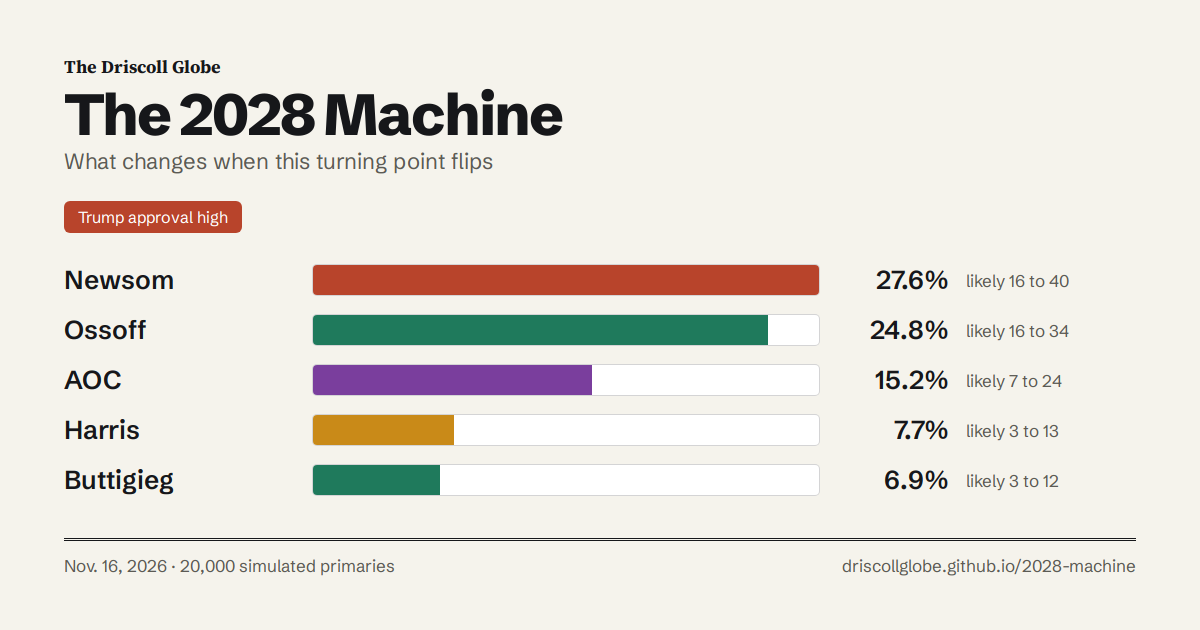 The Driscoll Globe
The 2028 Machine
What changes when this turning point flips
Trump approval high
Newsom 27.6% likely 16 to 40
Ossoff 24.8% likely 16 to 34
AOC 15.2% likely 7 to 24
Harris 7.7% likely 3 to 13
Buttigieg 6.9% likely 3 to 12
Nov. 16, 2026 · 20,000 simulated primaries driscollglobe.github.io/2028-machine